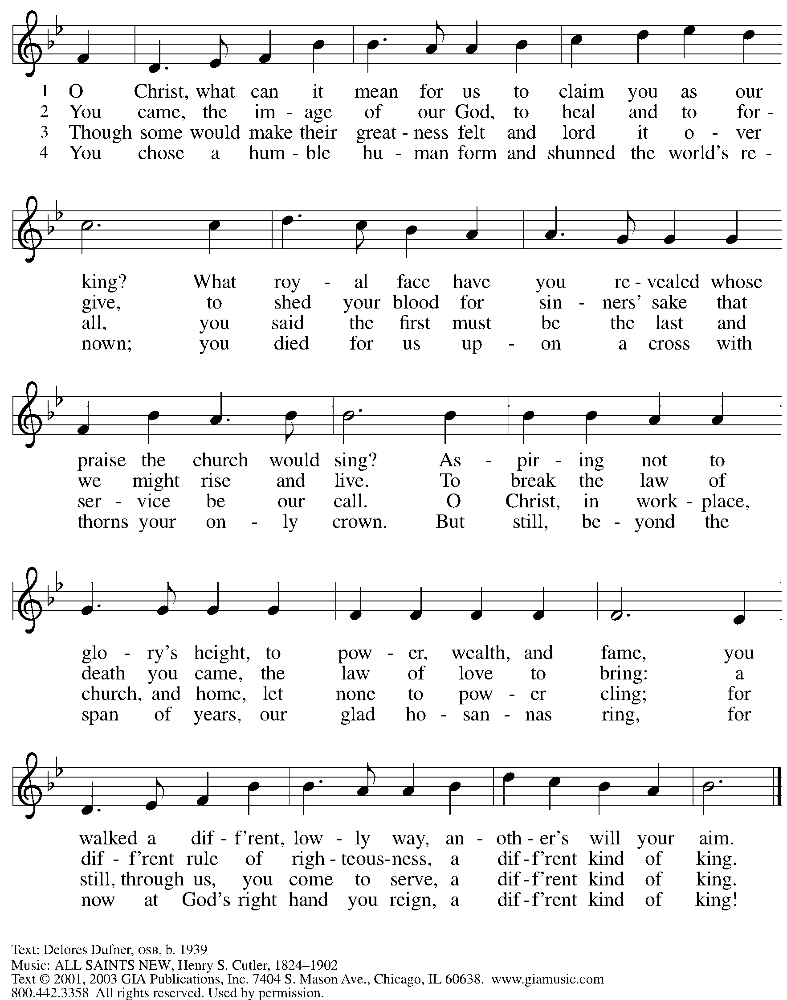 1 O Christ, what can it mean for us to claim you as our
2 You came, the im - age of our God, to heal and to for -
3 Though some would make their great - ness felt and lord it o - ver
4 You chose a hum - ble hu - man form and shunned the world's re -
king? What roy - al face have you re - vealed whose
give, to shed your blood for sin - ners' sake that
all, you said the first must be the last and
nown; you died for us up - on a cross with
praise the church would sing? As - pir - ing not to
we might rise and live. To break the law of
ser - vice be our call. O Christ, in work - place,
thorns your on - ly crown. But still, be - yond the
glo - ry's height, to pow - er, wealth, and fame, you
death you came, the law of love to bring: a
church, and home, let none to pow - er cling; for
span of years, our glad ho - san - nas ring, for
walked a dif - f'rent, low - ly way, an - oth - er's will your aim.
dif - f'rent rule of righ - teous - ness, a dif - f'rent kind of king.
still, through us, you come to serve, a dif - f'rent kind of king.
now at God's right hand you reign, a dif - f'rent kind of king!
Text: Delores Dufner, OSB, b. 1939
Music: ALL SAINTS NEW, Henry S. Cutler, 1824–1902
Text © 2001, 2003 GIA Publications, Inc. 7404 S. Mason Ave., Chicago, IL 60638. www.giamusic.com
800.442.3358 All rights reserved. Used by permission.